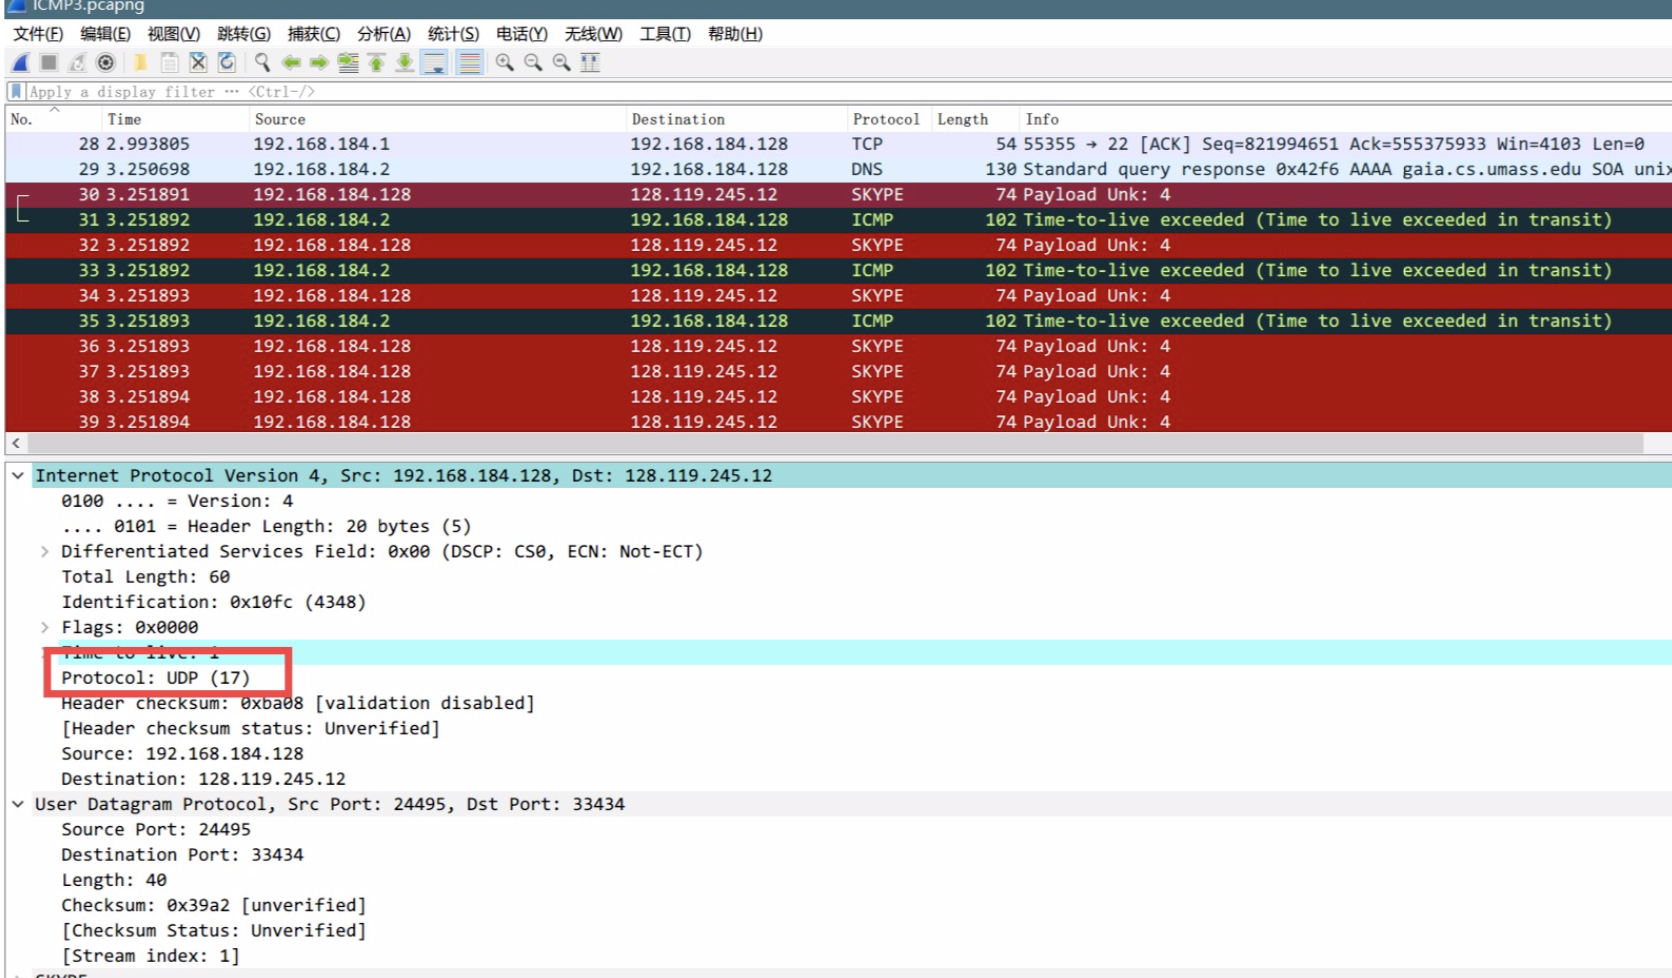 ICMP3.pcapng
文件(F) 编辑(E) 视图(V) 跳转(G) 捕获(C) 分析(A) 统计(S) 电话(Y) 无线(W) 工具(T) 帮助(H)
Apply a display filter ··· <Ctrl-/>
No. Time Source Destination Protocol Length Info
28 2.993805 192.168.184.1 192.168.184.128 TCP 54 55355 → 22 [ACK] Seq=821994651 Ack=555375933 Win=4103 Len=0
29 3.250698 192.168.184.2 192.168.184.128 DNS 130 Standard query response 0x42f6 AAAA gaia.cs.umass.edu SOA unix
30 3.251891 192.168.184.128 128.119.245.12 SKYPE 74 Payload Unk: 4
31 3.251892 192.168.184.2 192.168.184.128 ICMP 102 Time-to-live exceeded (Time to live exceeded in transit)
32 3.251892 192.168.184.128 128.119.245.12 SKYPE 74 Payload Unk: 4
33 3.251892 192.168.184.2 192.168.184.128 ICMP 102 Time-to-live exceeded (Time to live exceeded in transit)
34 3.251893 192.168.184.128 128.119.245.12 SKYPE 74 Payload Unk: 4
35 3.251893 192.168.184.2 192.168.184.128 ICMP 102 Time-to-live exceeded (Time to live exceeded in transit)
36 3.251893 192.168.184.128 128.119.245.12 SKYPE 74 Payload Unk: 4
37 3.251893 192.168.184.128 128.119.245.12 SKYPE 74 Payload Unk: 4
38 3.251894 192.168.184.128 128.119.245.12 SKYPE 74 Payload Unk: 4
39 3.251894 192.168.184.128 128.119.245.12 SKYPE 74 Payload Unk: 4
Internet Protocol Version 4, Src: 192.168.184.128, Dst: 128.119.245.12
0100 .... = Version: 4
.... 0101 = Header Length: 20 bytes (5)
Differentiated Services Field: 0x00 (DSCP: CS0, ECN: Not-ECT)
Total Length: 60
Identification: 0x10fc (4348)
Flags: 0x0000
Time to live: 1
Protocol: UDP (17)
Header checksum: 0xba08 [validation disabled]
[Header checksum status: Unverified]
Source: 192.168.184.128
Destination: 128.119.245.12
User Datagram Protocol, Src Port: 24495, Dst Port: 33434
Source Port: 24495
Destination Port: 33434
Length: 40
Checksum: 0x39a2 [unverified]
[Checksum Status: Unverified]
[Stream index: 1]
SKYPE